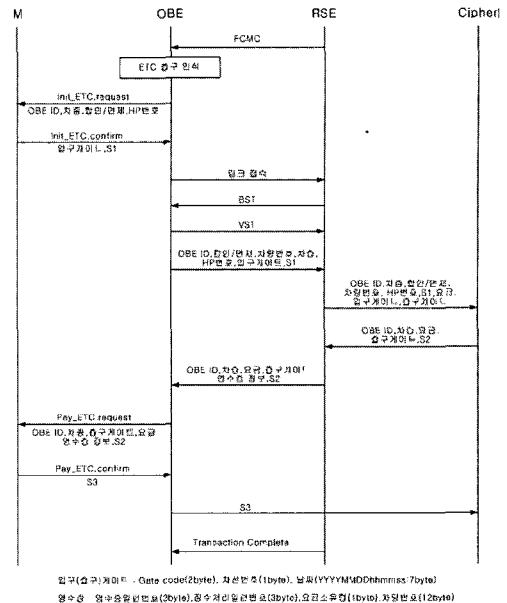 M OBE RSE Cipher
FCMC
ETC 출구 인식
Init_ETC.request
OBE ID,차종,할인/면제,HP번호
Init_ETC.confirm
입구게이트,S1
링크 접속
BST
VST
OBE ID,할인/면제,차량번호,차종,
HP번호,입구게이트,S1
OBE ID,차종,할인/면제,
차량번호, HP번호,S1,요금,
입구게이트,출구게이트
OBE ID,차종,요금,
출구게이트,S2
OBE ID,차종,요금,출구게이트
영수증 정보,S2
Pay_ETC.request
OBE ID,차종,출구게이트,요금
영수증 정보,S2
Pay_ETC.confirm
S3
S3
Transaction Complete
입구(출구)게이트 - Gate code(2byte), 차선번호(1byte), 날짜(YYYYMMDDhhmmss:7byte)
영수증 영수증일련번호(3byte),징수처리일련번호(3byte),요금소유형(1byte),차량번호(12byte)